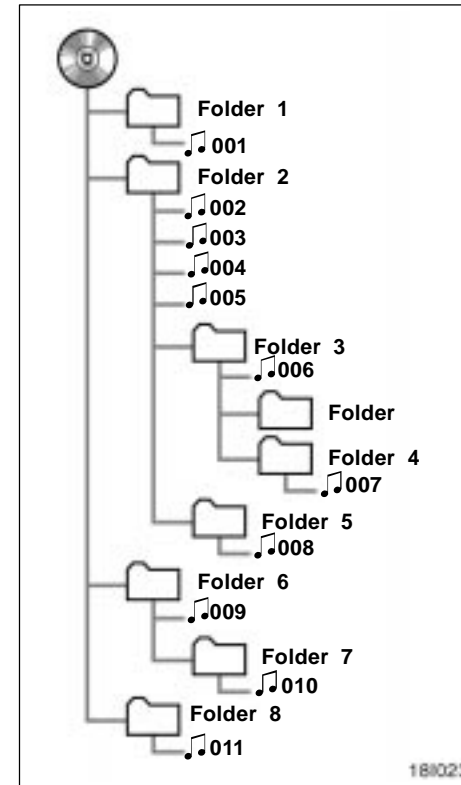 Folder 1
001
Folder 2
002
003
004
005
Folder 3
006
Folder
Folder 4
007
Folder 5
008
Folder 6
009
Folder 7
010
Folder 8
011